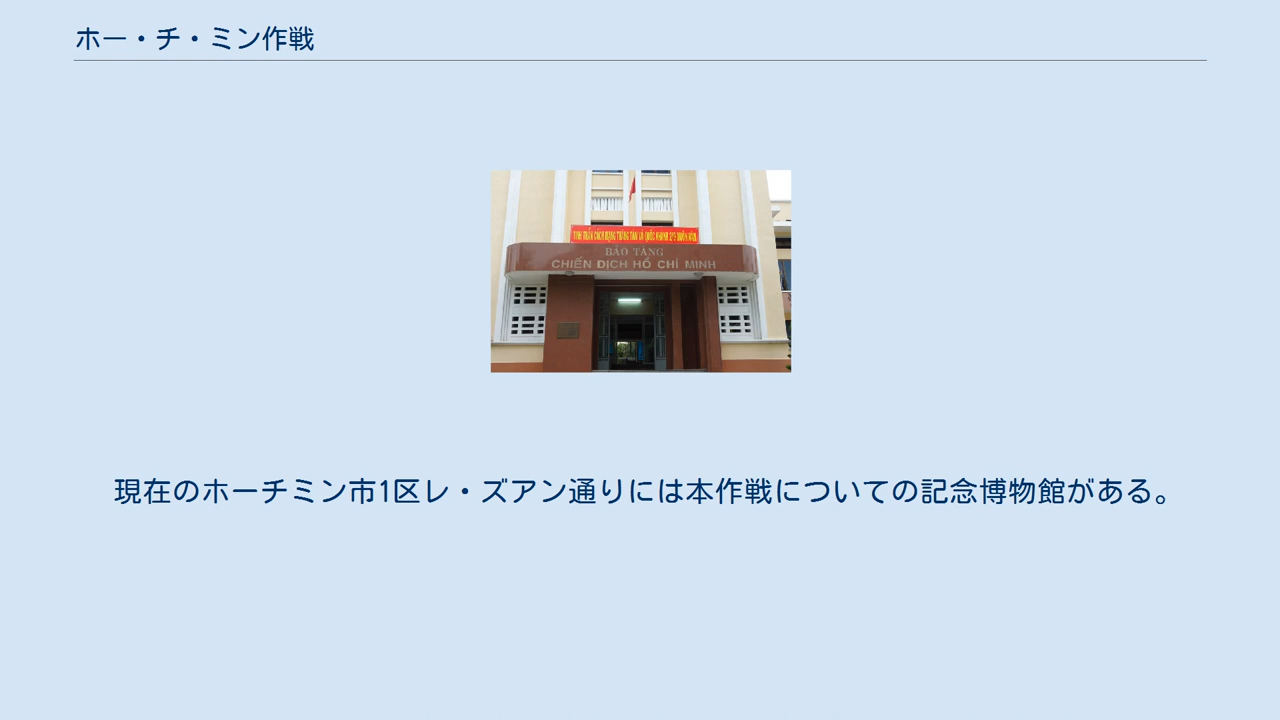 ホー・チ・ミン作戦
BẢO TÀNG
CHIẾN DỊCH HỒ CHÍ MINH
現在のホーチミン市1区レ・ズアン通りには本作戦についての記念博物館がある。